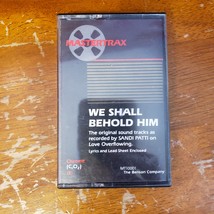 MASTERTRAX
WE SHALL
BEHOLD HIM
The original sound tracks as
recorded by SANDI PATTI on
Love Overflowing.
Lyrics and Lead Sheet Enclosed
(C,D♭)
The Benson Company